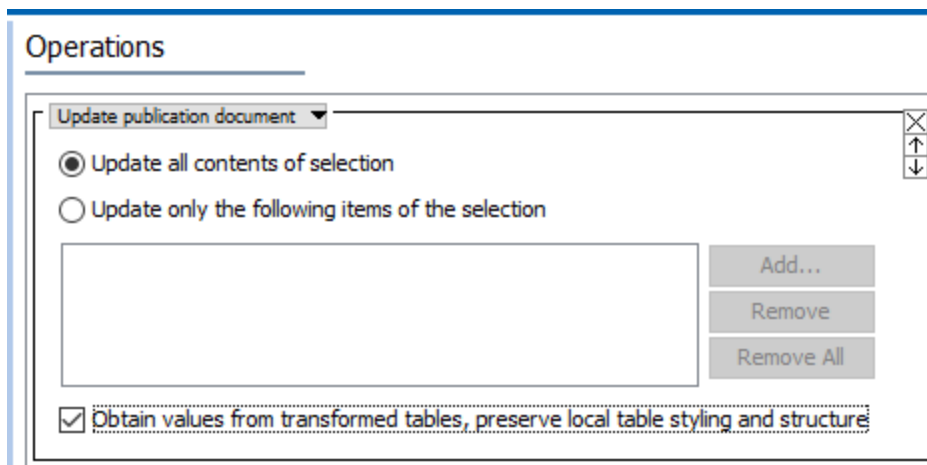 Operations
Update publication document
Update all contents of selection
Update only the following items of the selection
Add...
Remove
Remove All
Obtain values from transformed tables, preserve local table styling and structure